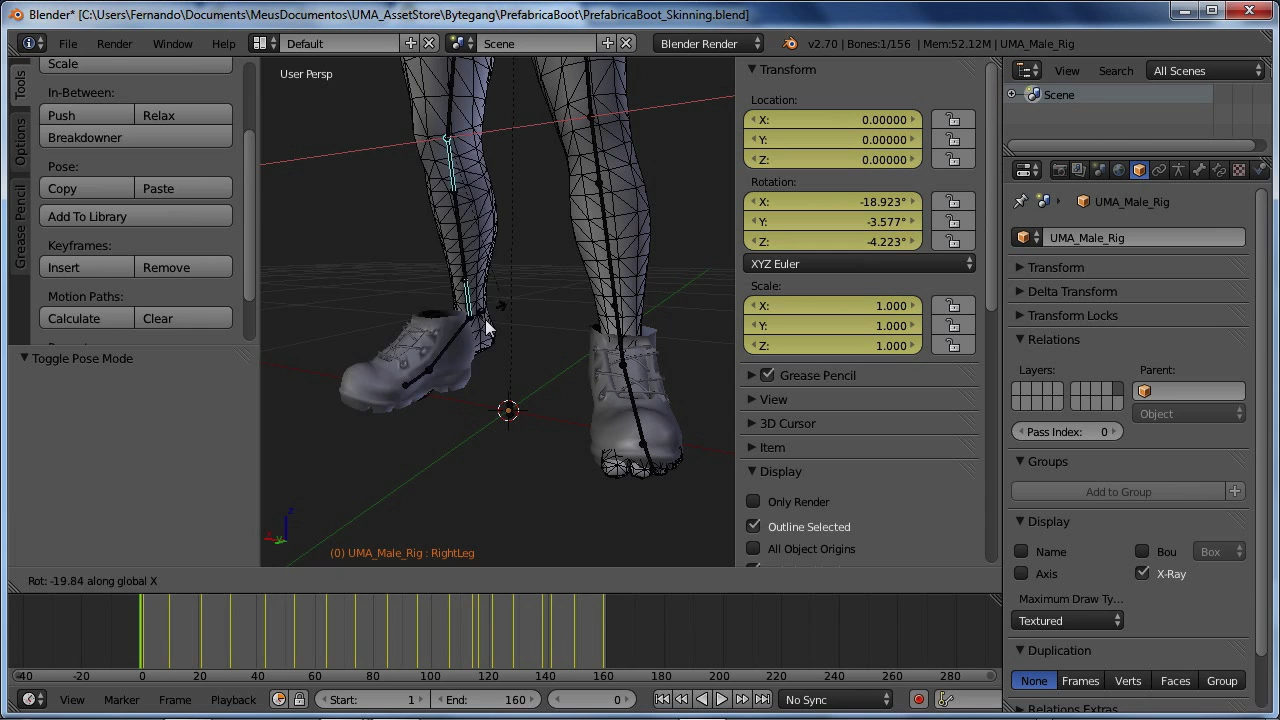 Blender* [C:\Users\Fernando\Documents\MeusDocumentos\UMA_AssetStore\Bytegang\PrefabricaBoot\PrefabricaBoot_Skinning.blend]
File Render Window Help Default Scene Blender Render v2.70 | Bones:1/156 | Mem:52.12M | UMA_Male_Rig
Tools
Options
Grease Pencil
Scale
In-Between:
Push Relax
Breakdowner
Pose:
Copy Paste
Add To Library
Keyframes:
Insert Remove
Motion Paths:
Calculate Clear
Toggle Pose Mode
User Persp
(0) UMA_Male_Rig : RightLeg
Transform
Location:
X: 0.00000
Y: 0.00000
Z: 0.00000
Rotation:
X: -18.923°
Y: -3.577°
Z: -4.223°
XYZ Euler
Scale:
X: 1.000
Y: 1.000
Z: 1.000
Grease Pencil
View
3D Cursor
Item
Display
Only Render
Outline Selected
All Object Origins
View Search All Scenes
Scene
UMA_Male_Rig
UMA_Male_Rig
Transform
Delta Transform
Transform Locks
Relations
Layers: Parent:
Object
Pass Index: 0
Groups
Add to Group
Display
Name Bou Box
Axis X-Ray
Maximum Draw Ty...
Textured
Duplication
None Frames Verts Faces Group
Relations Extras
Rot: -19.84 along global X
-40 -20 0 20 40 60 80 100 120 140 160 180 200 220 240 260 280
View Marker Frame Playback Start: 1 End: 160 0 No Sync